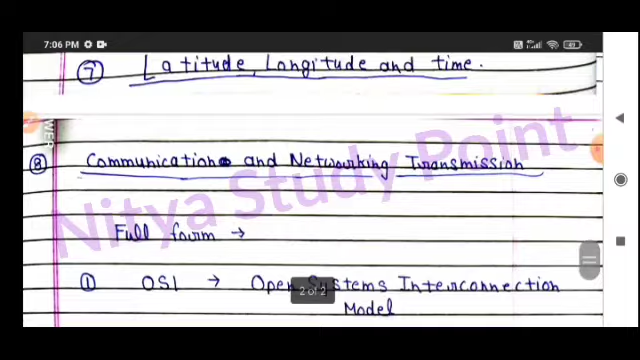 7:06 PM
49
⑦ Latitude, Longitude and time.
⑧ Communication and Networking Transmission
Nitya Study Point
Full form →
① OSI → Open Systems Interconnection
2 of 2
Model